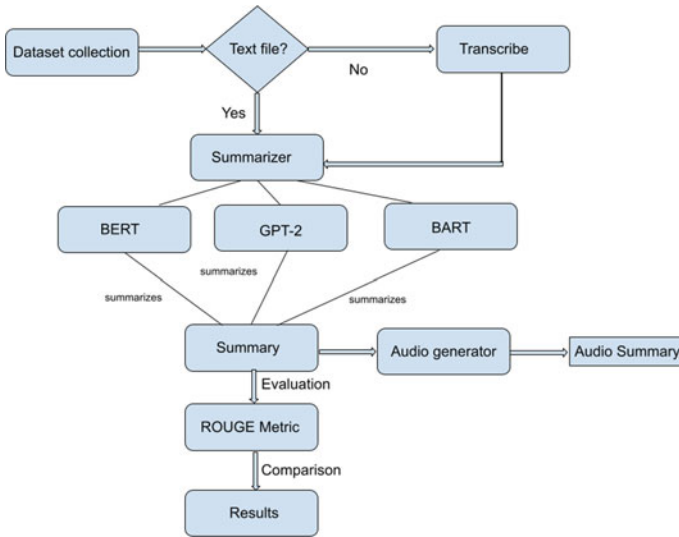 Dataset collection
Text file?
Transcribe
No
Yes
Summarizer
BERT
GPT-2
BART
summarizes
summarizes
summarizes
Summary
Audio generator
Audio Summary
Evaluation
ROUGE Metric
Comparison
Results